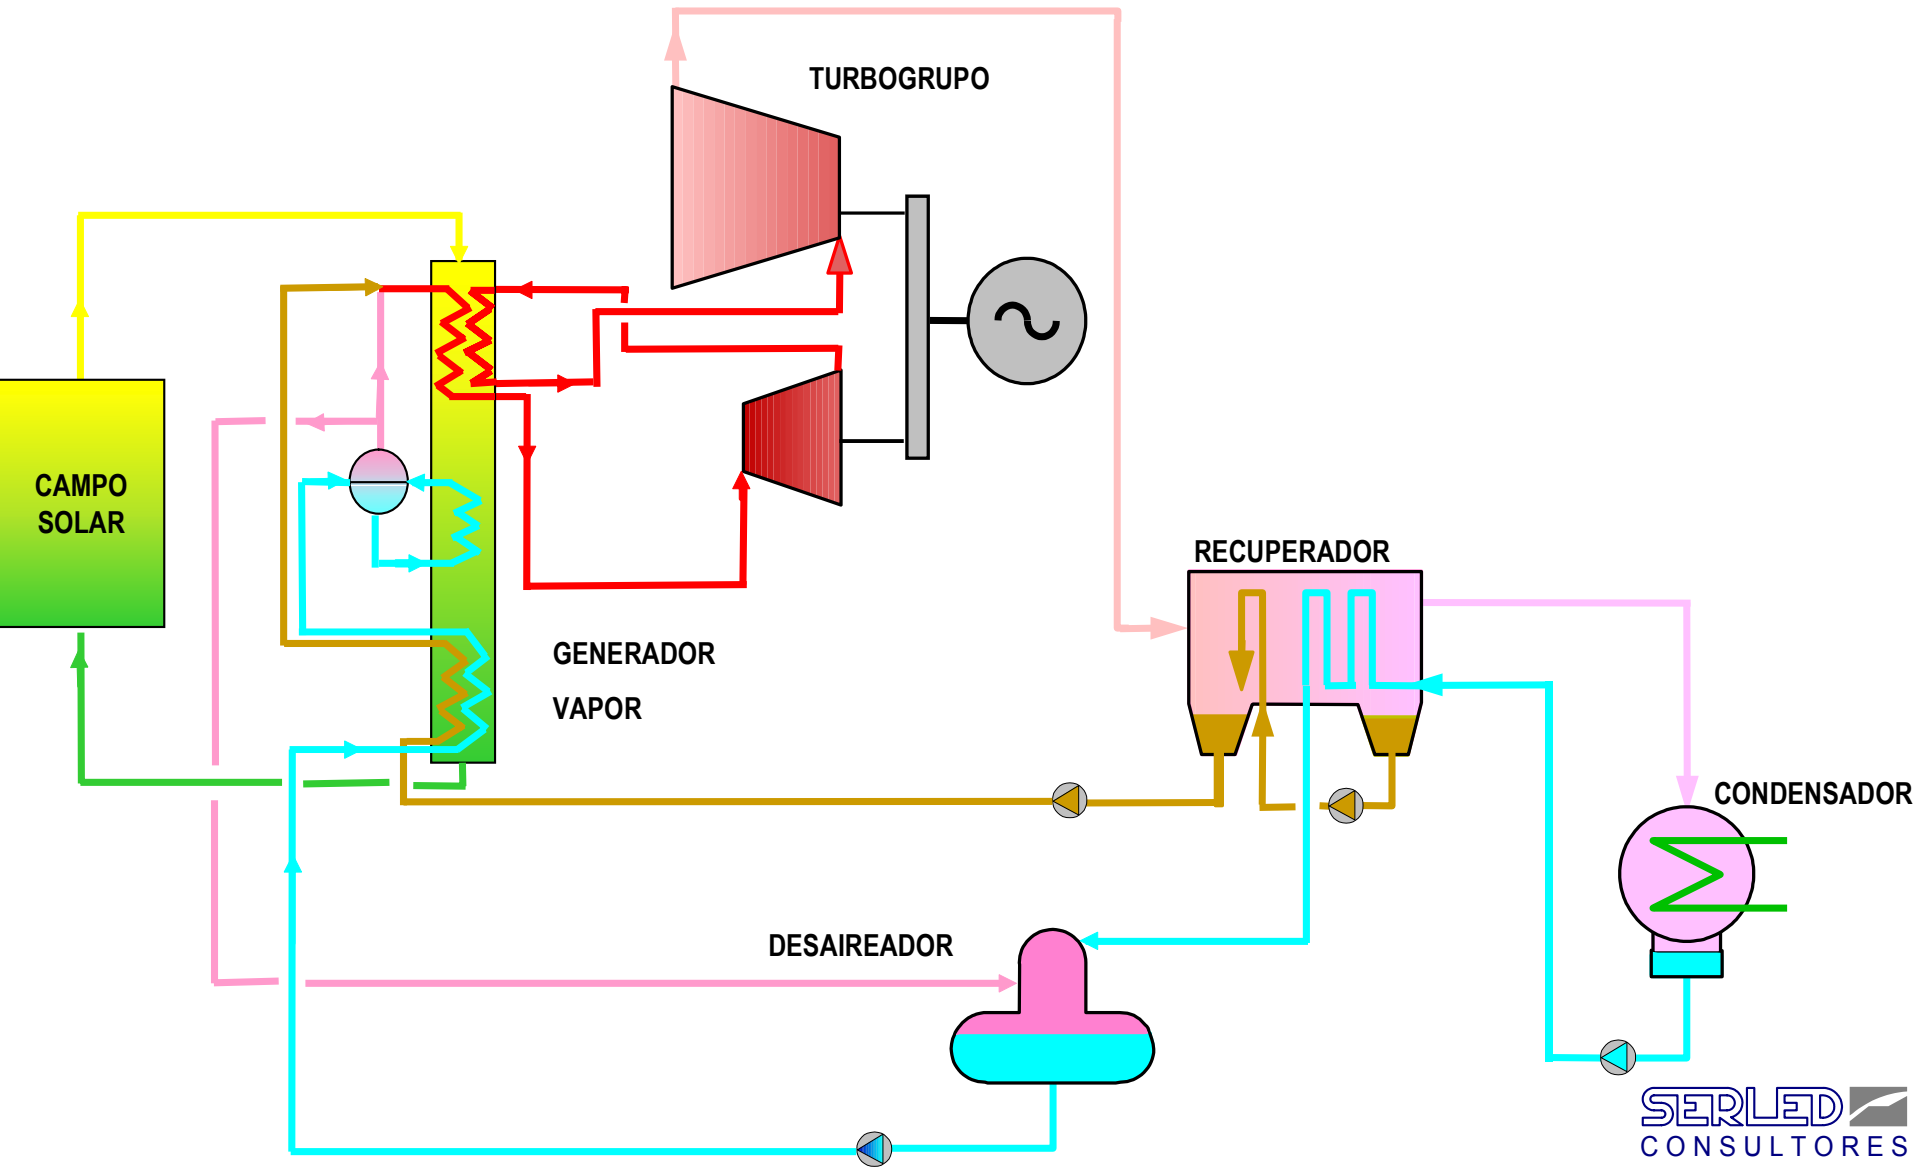 TURBOGRUPO
CAMPO
SOLAR
RECUPERADOR
GENERADOR
VAPOR
CONDENSADOR
DESAIREADOR
SERLED
CONSULTORES